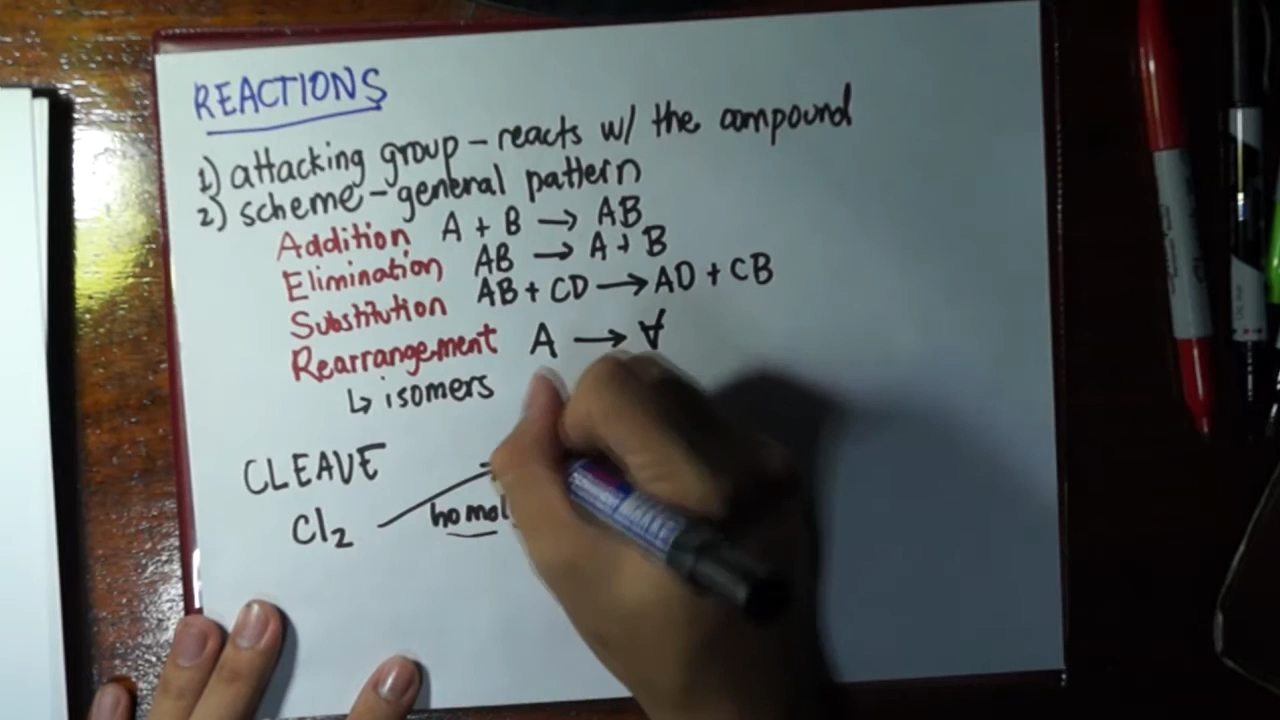 REACTIONS
1) attacking group - reacts w/ the compound
2) scheme - general pattern
Addition A + B → AB
Elimination AB → A + B
Substitution AB + CD → AD + CB
Rearrangement A → ∀
↳ isomers
CLEAVE
Cl₂ homol